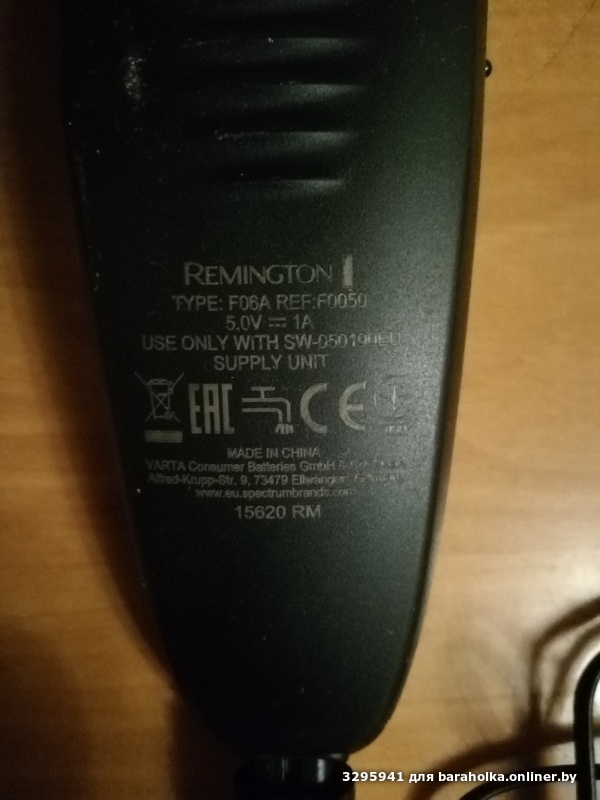 REMINGTON
TYPE: F06A REF:F0050
5.0V ⎓ 1A
USE ONLY WITH SW-050100EU
SUPPLY UNIT
EAC CE
MADE IN CHINA
VARTA Consumer Batteries GmbH &
Alfred-Krupp-Str. 9, 73479 Ellwangen, Germany
www.eu.spectrumbrands.com
15620 RM
3295941 для baraholka.onliner.by